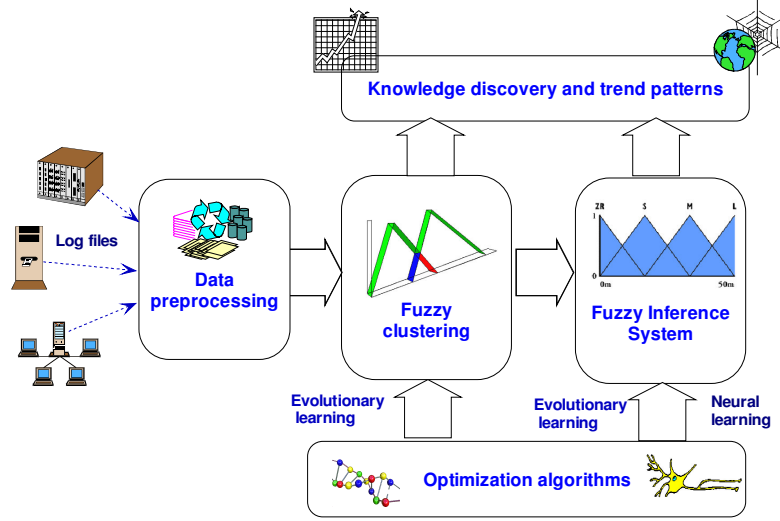 Knowledge discovery and trend patterns
Log files
Data
preprocessing
Fuzzy
clustering
ZR S M L
1
0
0m 50m
Fuzzy Inference
System
Evolutionary
learning
Evolutionary
learning
Neural
learning
Optimization algorithms